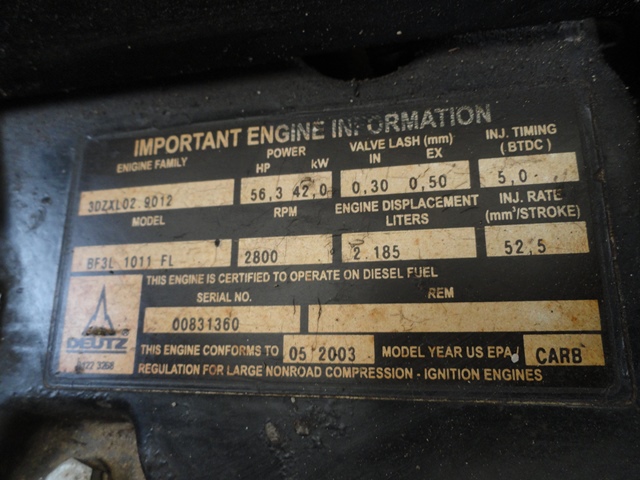 IMPORTANT ENGINE INFORMATION
ENGINE FAMILY
POWER
HP kW
VALVE LASH (mm)
IN EX
INJ. TIMING
(BTDC)
3DZXL02.9012
56,3 42,0
0,30 0,50
5,0
MODEL
RPM
ENGINE DISPLACEMENT
LITERS
INJ. RATE
(mm³/STROKE)
BF3L 1011 FL
2800
2.185
52,5
THIS ENGINE IS CERTIFIED TO OPERATE ON DIESEL FUEL
SERIAL NO.
REM
00831360
DEUTZ
THIS ENGINE CONFORMS TO 05 2003 MODEL YEAR US EPA/ CARB
REGULATION FOR LARGE NONROAD COMPRESSION - IGNITION ENGINES